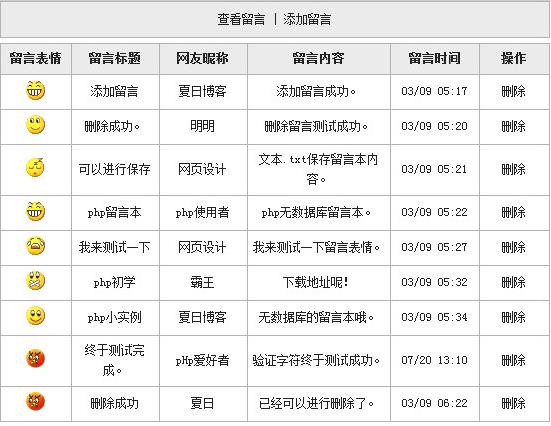 查看留言 | 添加留言
留言表情 留言标题 网友昵称 留言内容 留言时间 操作
添加留言 夏日博客 添加留言成功。 03/09 05:17 删除
删除成功。 明明 删除留言测试成功。 03/09 05:20 删除
可以进行保存 网页设计 文本.txt保存留言本内容。 03/09 05:21 删除
php留言本 php使用者 php无数据库留言本。 03/09 05:22 删除
我来测试一下 网页设计 我来测试一下留言表情。 03/09 05:27 删除
php初学 霸王 下载地址呢! 03/09 05:32 删除
php小实例 夏日博客 无数据库的留言本哦。 03/09 05:34 删除
终于测试完成。 pHp爱好者 验证字符终于测试成功。 07/20 13:10 删除
删除成功 夏日 已经可以进行删除了。 03/09 06:22 删除